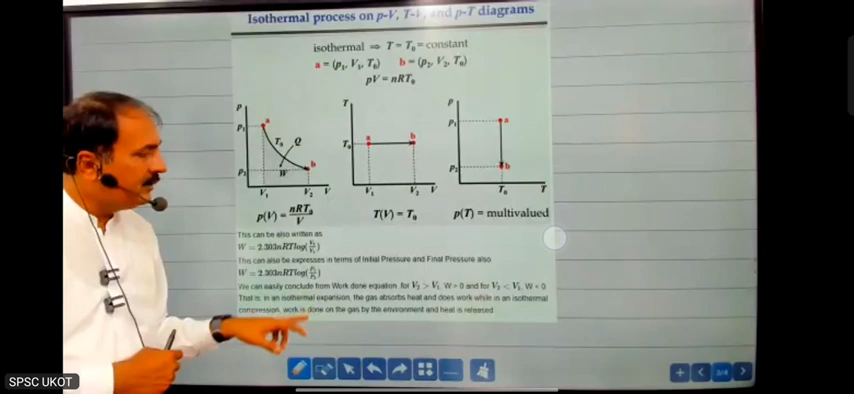 Isothermal process on p-V, T-V, and p-T diagrams
isothermal ⇒ T = T₀ = constant
a = (p₁, V₁, T₀) b = (p₂, V₂, T₀)
pV = nRT₀
p
p₁
a
T₀
Q
W
b
p₂
V₁
V₂
V
T
T₀
a
b
V₁
V₂
V
p
p₁
a
p₂
b
T₀
T
p(V) = nRT₀/V
T(V) = T₀
p(T) = multivalued
This can be also written as
W = 2.303nRTlog(V₂/V₁)
This can also be expresses in terms of Initial Pressure and Final Pressure also
W = 2.303nRTlog()
We can easily conclude from Work done equation, for V₂ > V₁, W > 0 and for V₂ < V₁, W < 0
That is: in an isothermal expansion, the gas absorbs heat and does work while in an isothermal
compression, work is done on the gas by the environment and heat is released
SPSC UKOT